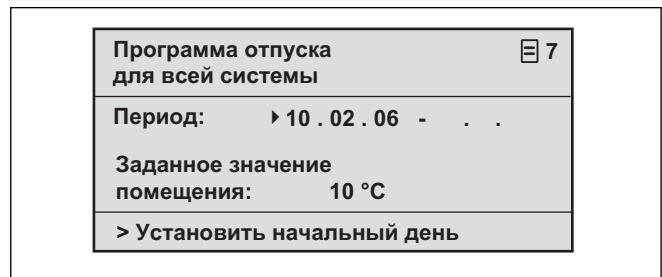 Программа отпуска 7
для всей системы
Период: 10 . 02 . 06 - . .
Заданное значение
помещения: 10 °C
> Установить начальный день